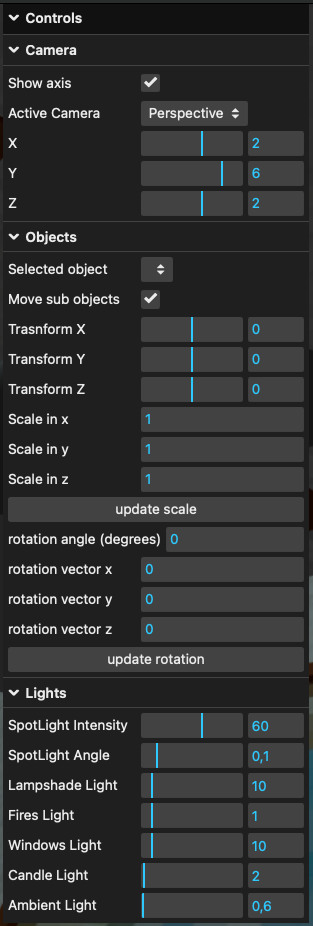 Controls
Camera
Show axis
Active Camera Perspective
X 2
Y 6
Z 2
Objects
Selected object
Move sub objects
Trasnform X 0
Transform Y 0
Transform Z 0
Scale in x 1
Scale in y 1
Scale in z 1
update scale
rotation angle (degrees) 0
rotation vector x 0
rotation vector y 0
rotation vector z 0
update rotation
Lights
SpotLight Intensity 60
SpotLight Angle 0,1
Lampshade Light 10
Fires Light 1
Windows Light 10
Candle Light 2
Ambient Light 0,6